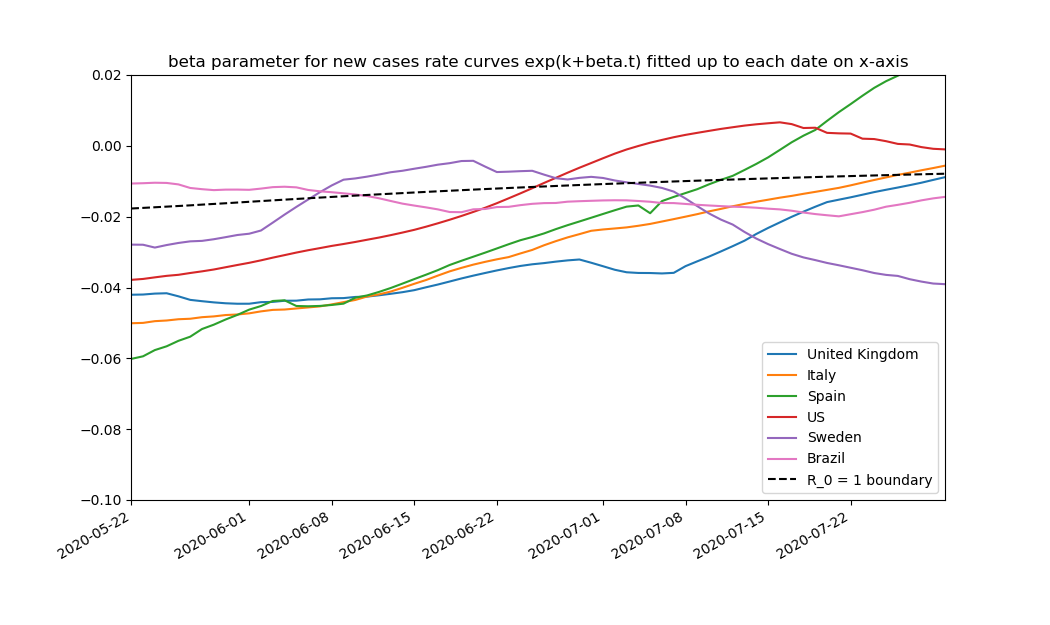 beta parameter for new cases rate curves exp(k+beta.t) fitted up to each date on x-axis
0.02
0.00
−0.02
−0.04
−0.06
−0.08
−0.10
United Kingdom
Italy
Spain
US
Sweden
Brazil
R_0 = 1 boundary
2020-05-22
2020-06-01
2020-06-08
2020-06-15
2020-06-22
2020-07-01
2020-07-08
2020-07-15
2020-07-22